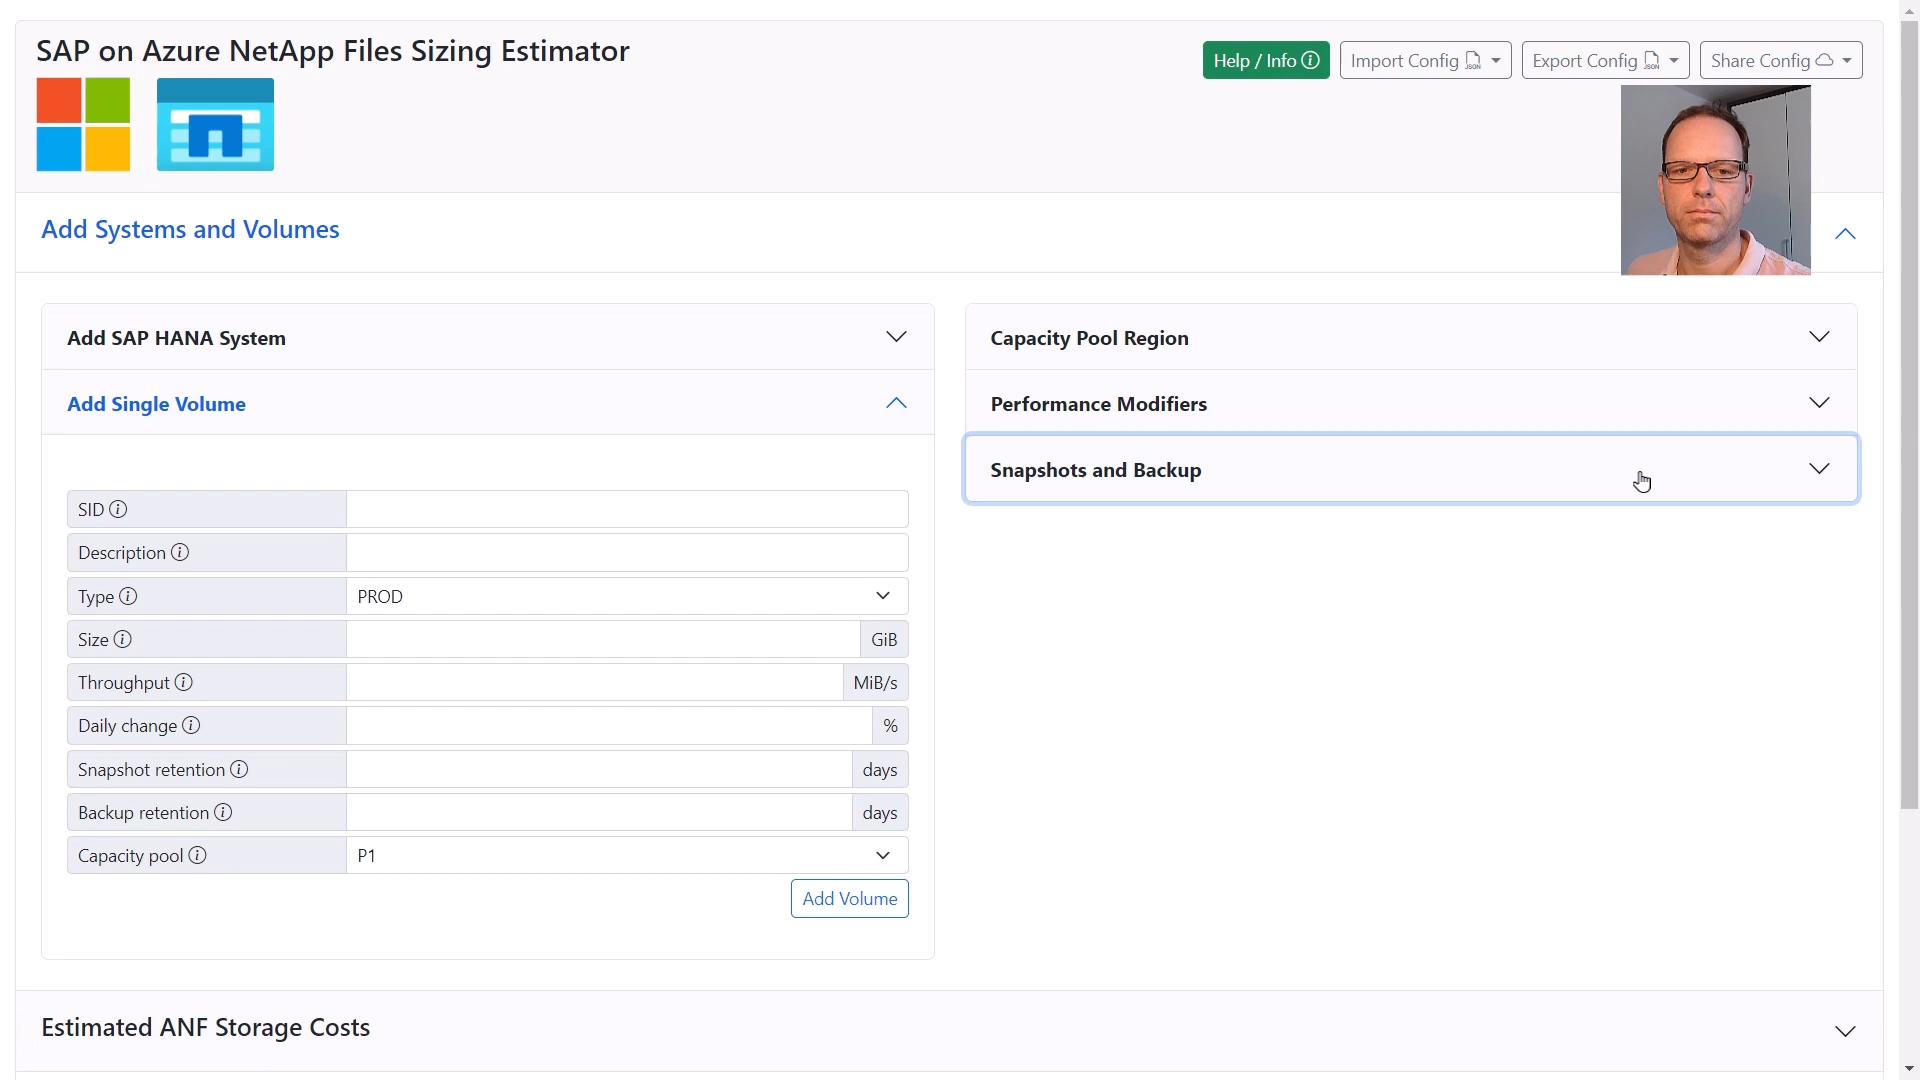 SAP on Azure NetApp Files Sizing Estimator
Help / Info
Import Config JSON
Export Config JSON
Share Config
Add Systems and Volumes
Add SAP HANA System
Capacity Pool Region
Add Single Volume
Performance Modifiers
Snapshots and Backup
SID
Description
Type PROD
Size GiB
Throughput MiB/s
Daily change %
Snapshot retention days
Backup retention days
Capacity pool P1
Add Volume
Estimated ANF Storage Costs